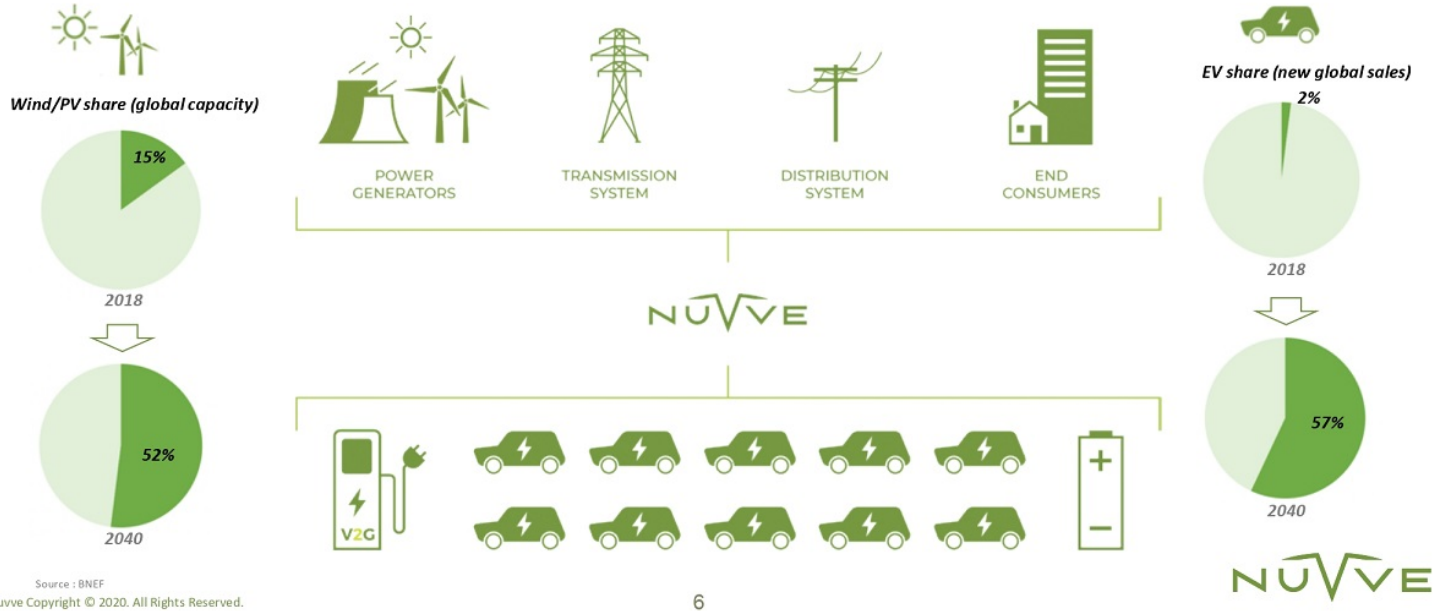 Wind/PV share (global capacity)
15%
2018
52%
2040
POWER
GENERATORS
TRANSMISSION
SYSTEM
DISTRIBUTION
SYSTEM
END
CONSUMERS
NUVVE
V2G
+
−
EV share (new global sales)
2%
2018
57%
2040
Source : BNEF
uvve Copyright © 2020. All Rights Reserved.
6
NUVVE